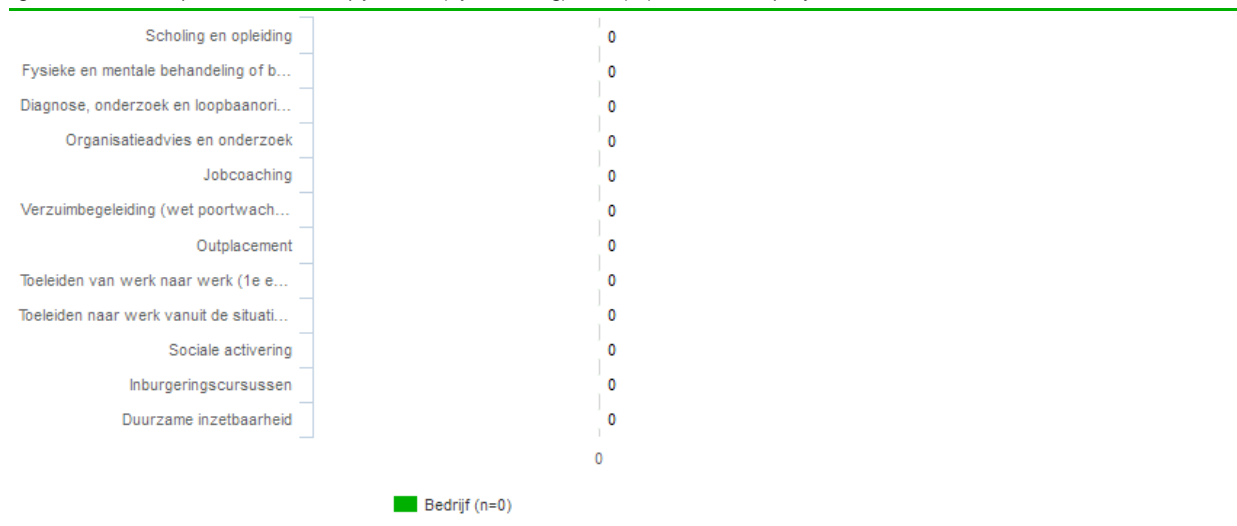 Scholing en opleiding 0
Fysieke en mentale behandeling of b... 0
Diagnose, onderzoek en loopbaanori... 0
Organisatieadvies en onderzoek 0
Jobcoaching 0
Verzuimbegeleiding (wet poortwach... 0
Outplacement 0
Toeleiden van werk naar werk (1e e... 0
Toeleiden naar werk vanuit de situati... 0
Sociale activering 0
Inburgeringscursussen 0
Duurzame inzetbaarheid 0
0
Bedrijf (n=0)